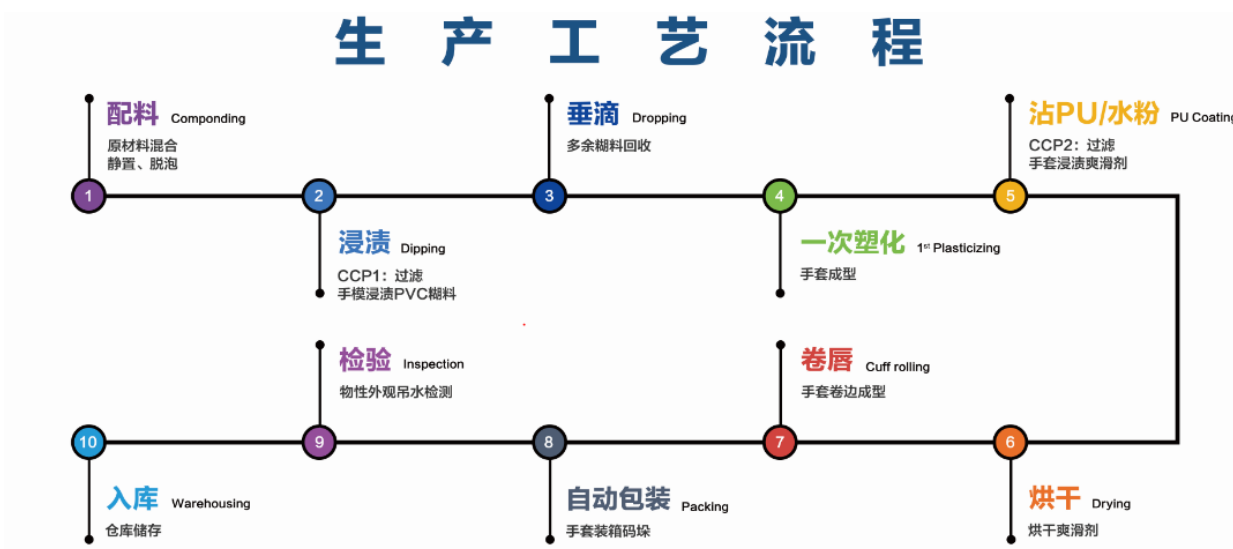 生产工艺流程
配料 Componding
原材料混合
静置、脱泡
垂滴 Dropping
多余糊料回收
沾PU/水粉 PU Coating
CCP2：过滤
手套浸渍爽滑剂
1
2
3
4
5
浸渍 Dipping
CCP1：过滤
手模浸渍PVC糊料
一次塑化 1st Plasticizing
手套成型
检验 Inspection
物性外观吊水检测
卷唇 Cuff rolling
手套卷边成型
10
9
8
7
6
入库 Warehousing
仓库储存
自动包装 Packing
手套装箱码垛
烘干 Drying
烘干爽滑剂